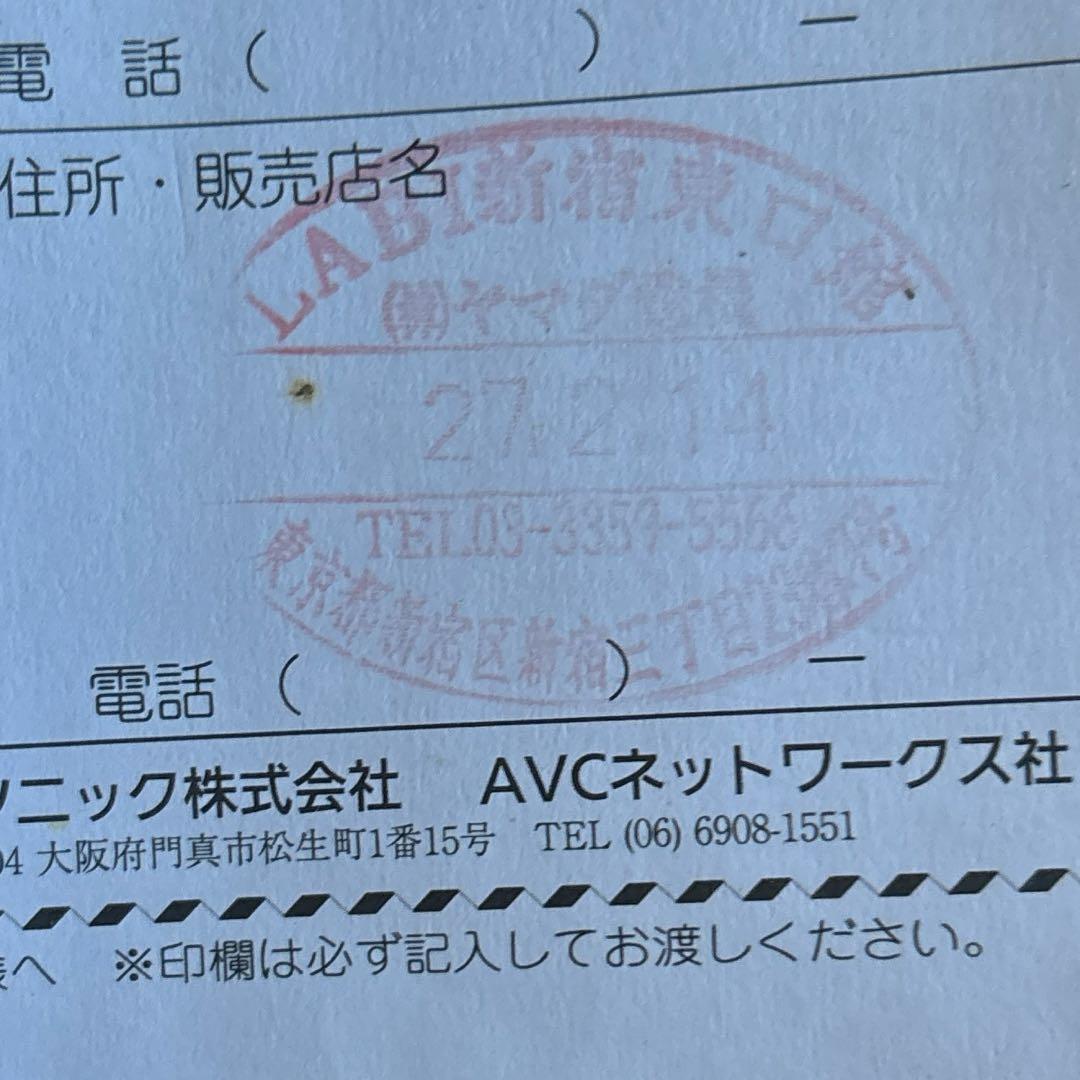 電話（　　　）　ー
住所・販売店名
LABI新宿東口館
㈱ヤマダ電機
27.2.14
TEL03-3359-556
東京都新宿区新宿三丁目
電話（　　　）　ー
ソニック株式会社　AVCネットワークス社
04 大阪府門真市松生町1番15号　TEL (06) 6908-1551
様へ　※印欄は必ず記入してお渡しください。